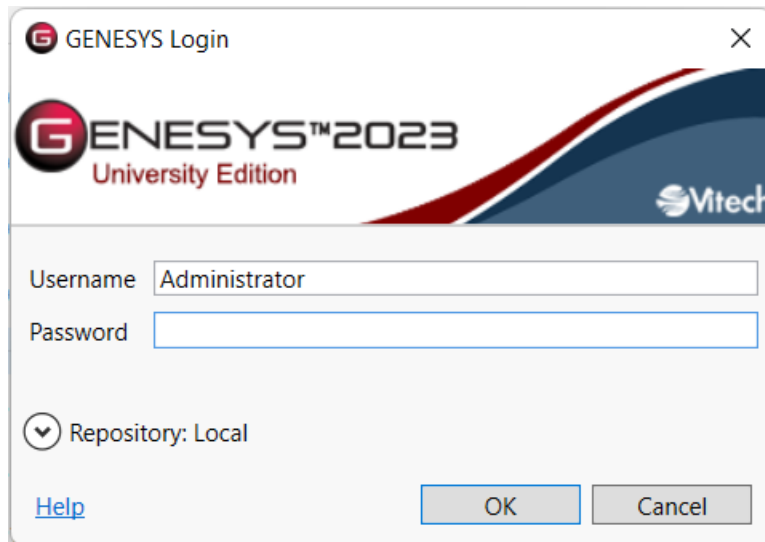 GENESYS Login
GENESYS™2023
University Edition
Vitech
Username Administrator
Password
Repository: Local
Help OK Cancel